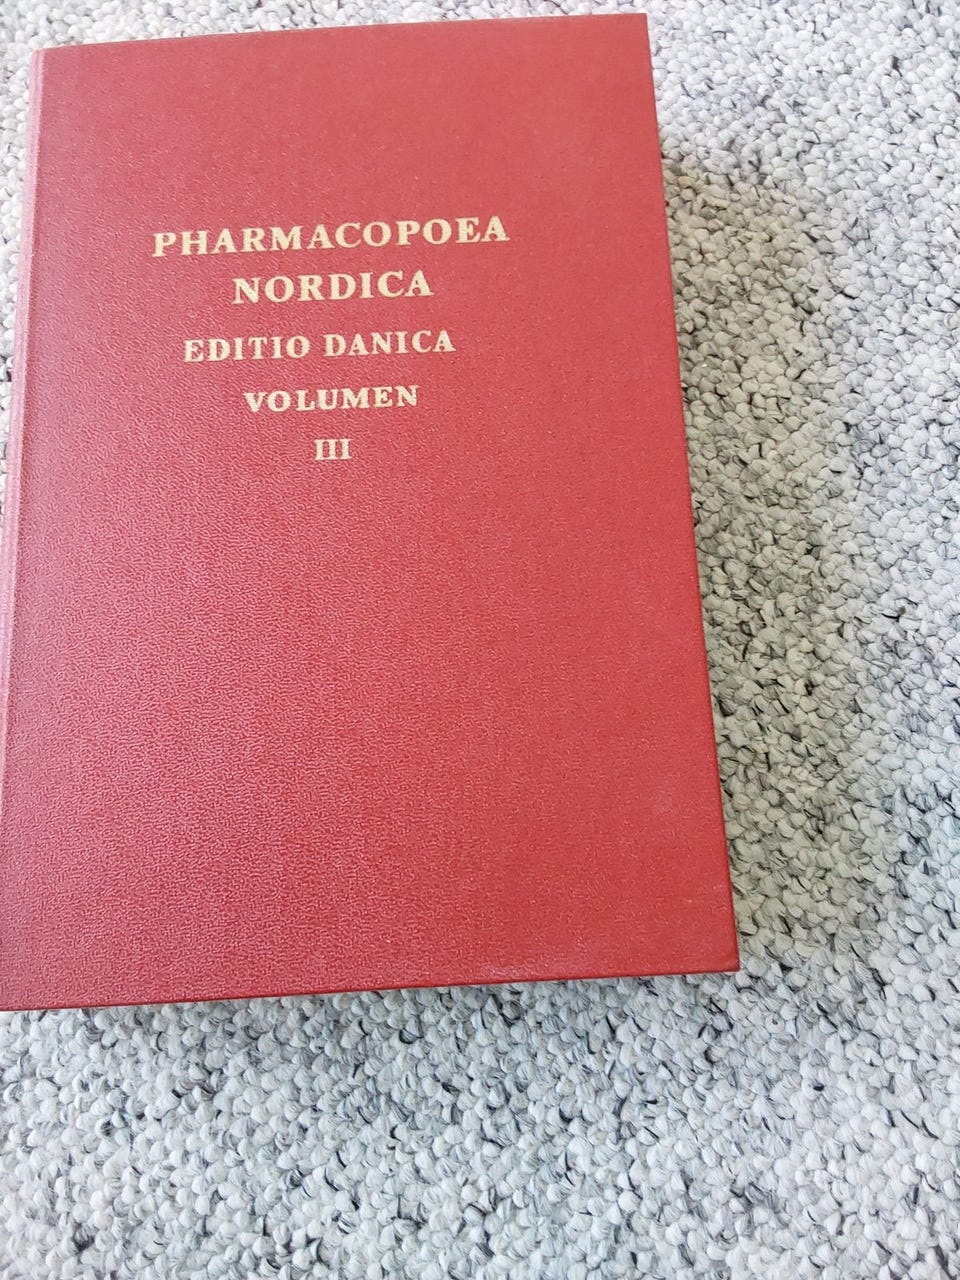 PHARMACOPOEA
NORDICA
EDITIO DANICA
VOLUMEN
III